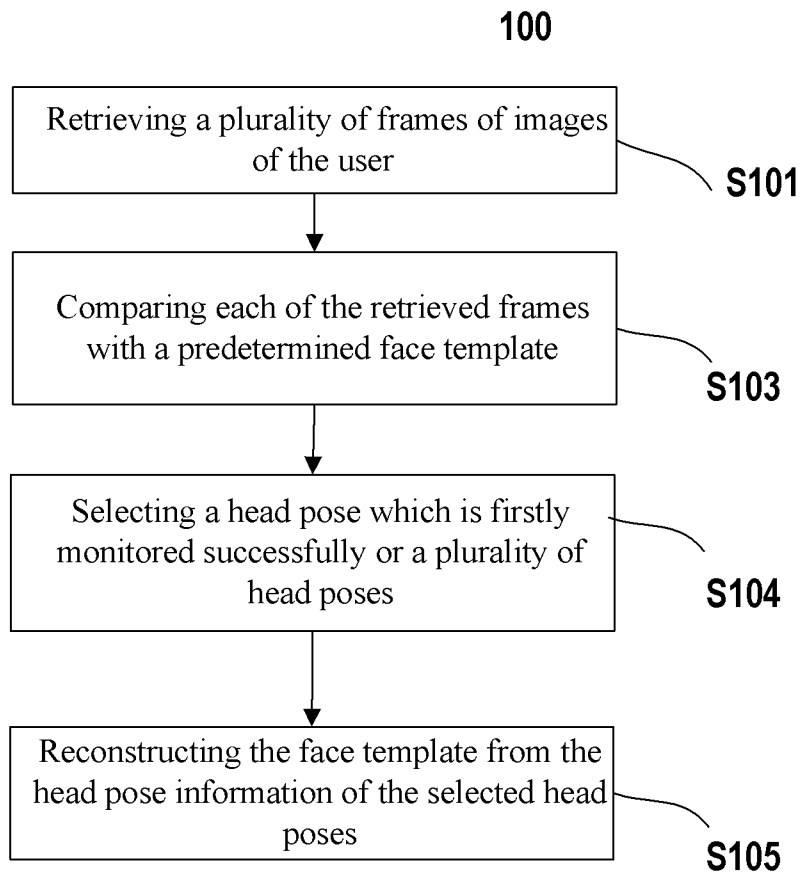 100
Retrieving a plurality of frames of images
of the user
S101
Comparing each of the retrieved frames
with a predetermined face template
S103
Selecting a head pose which is firstly
monitored successfully or a plurality of
head poses
S104
Reconstructing the face template from the
head pose information of the selected head
poses
S105